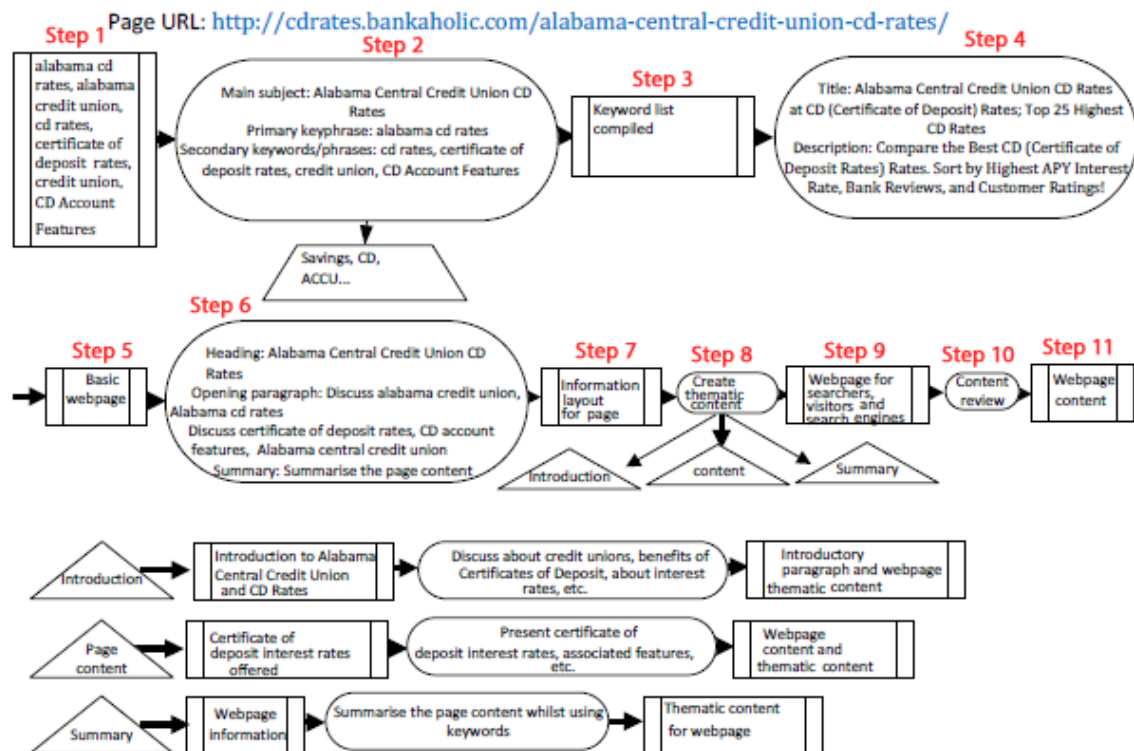 Page URL: http://cdrates.bankaholic.com/alabama-central-credit-union-cd-rates/
Step 1
alabama cd
rates, alabama
credit union,
cd rates,
certificate of
deposit rates,
credit union,
CD Account
Features
Step 2
Main subject: Alabama Central Credit Union CD
Rates
Primary keyphrase: alabama cd rates
Secondary keywords/phrases: cd rates, certificate of
deposit rates, credit union, CD Account Features
Savings, CD,
ACCU...
Step 3
Keyword list
compiled
Step 4
Title: Alabama Central Credit Union CD Rates
at CD (Certificate of Deposit) Rates; Top 25 Highest
CD Rates
Description: Compare the Best CD (Certificate of
Deposit Rates) Rates. Sort by Highest APY Interest
Rate, Bank Reviews, and Customer Ratings!
Step 5
Basic
webpage
Step 6
Heading: Alabama Central Credit Union CD
Rates
Opening paragraph: Discuss alabama credit union,
Alabama cd rates
Discuss certificate of deposit rates, CD account
features, Alabama central credit union
Summary: Summarise the page content
Step 7
Information
layout
for page
Step 8
Create
thematic
content
Introduction
content
Summary
Step 9
Webpage for
searchers,
visitors and
search engines
Step 10
Content
review
Step 11
Webpage
content
Introduction
Introduction to Alabama
Central Credit Union
and CD Rates
Discuss about credit unions, benefits of
Certificates of Deposit, about interest
rates, etc.
Introductory
paragraph and webpage
thematic content
Page
content
Certificate of
deposit interest rates
offered
Present certificate of
deposit interest rates, associated features,
etc.
Webpage
content and
thematic content
Summary
Webpage
information
Summarise the page content whilst using
keywords
Thematic content
for webpage